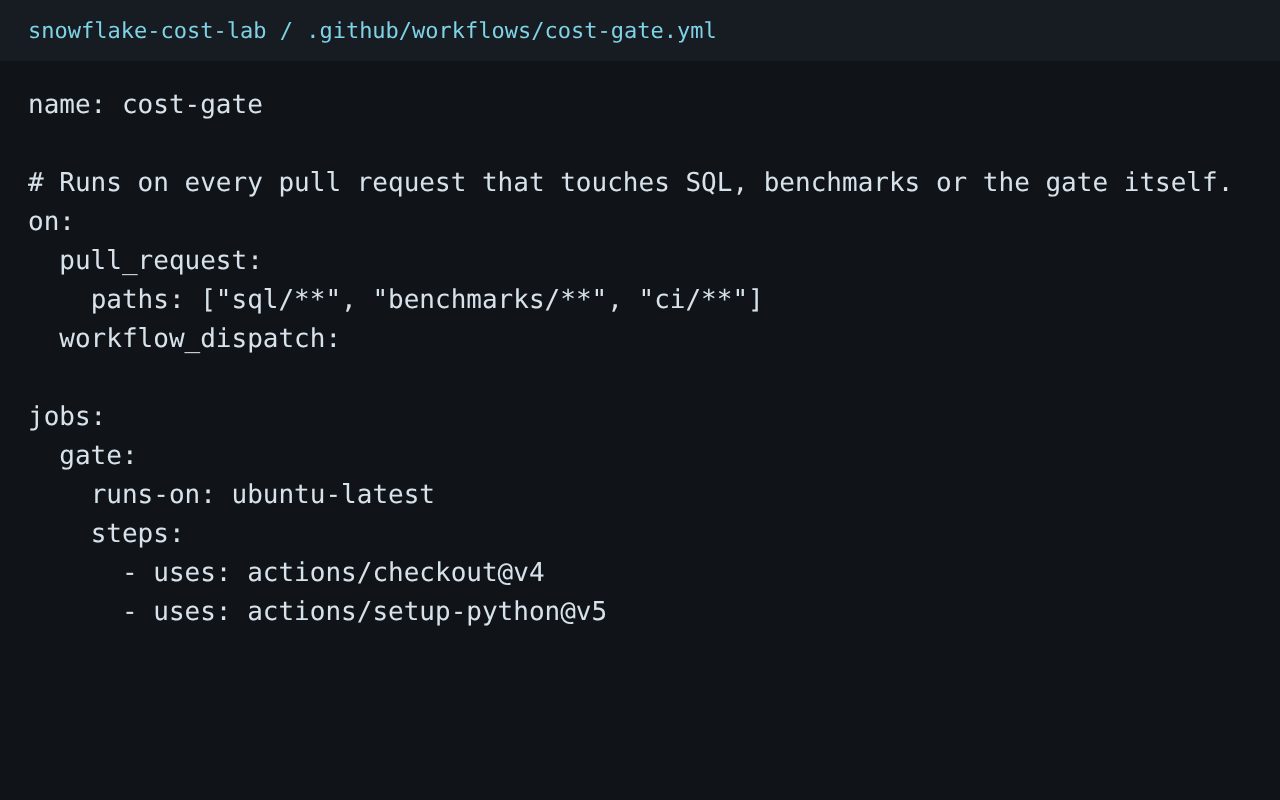 snowflake-cost-lab / .github/workflows/cost-gate.yml
name: cost-gate
# Runs on every pull request that touches SQL, benchmarks or the gate itself.
on:
  pull_request:
    paths: ["sql/**", "benchmarks/**", "ci/**"]
  workflow_dispatch:
jobs:
  gate:
    runs-on: ubuntu-latest
    steps:
      - uses: actions/checkout@v4
      - uses: actions/setup-python@v5